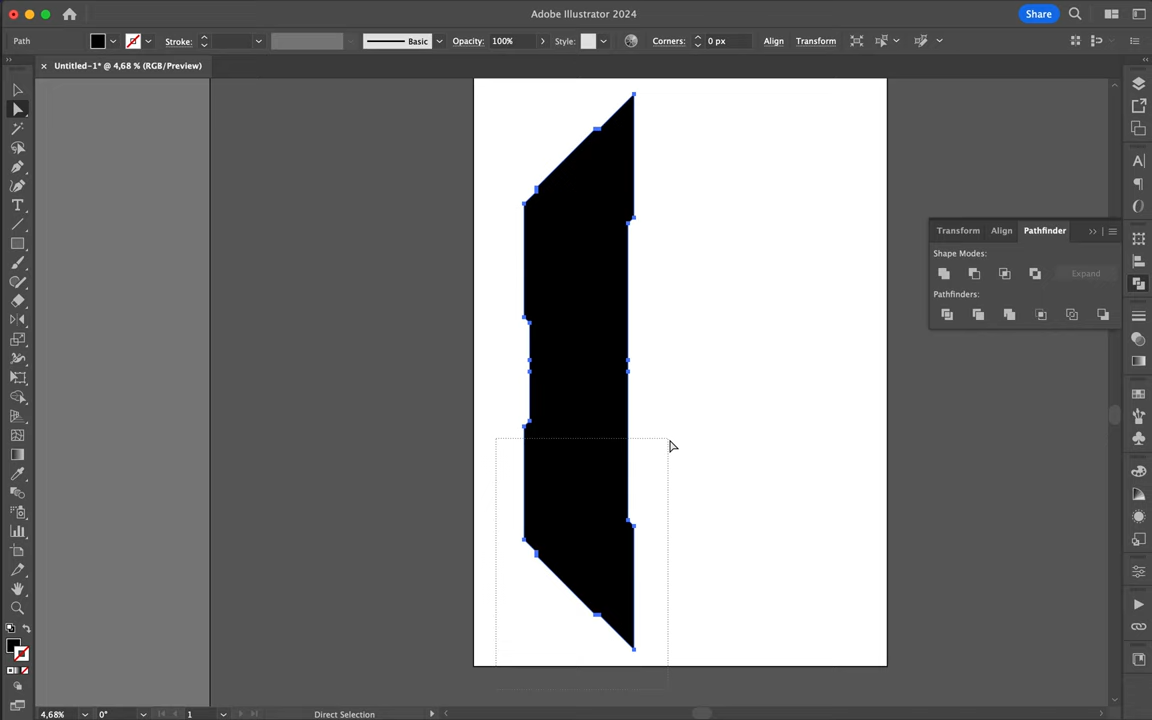 Adobe Illustrator 2024
Share
Path
Stroke:
Basic
Opacity:
100%
Style:
Corners:
0 px
Align
Transform
× Untitled-1* @ 4,68 % (RGB/Preview)
Transform
Align
Pathfinder
Shape Modes:
Expand
Pathfinders:
4,68%
0°
1
Direct Selection